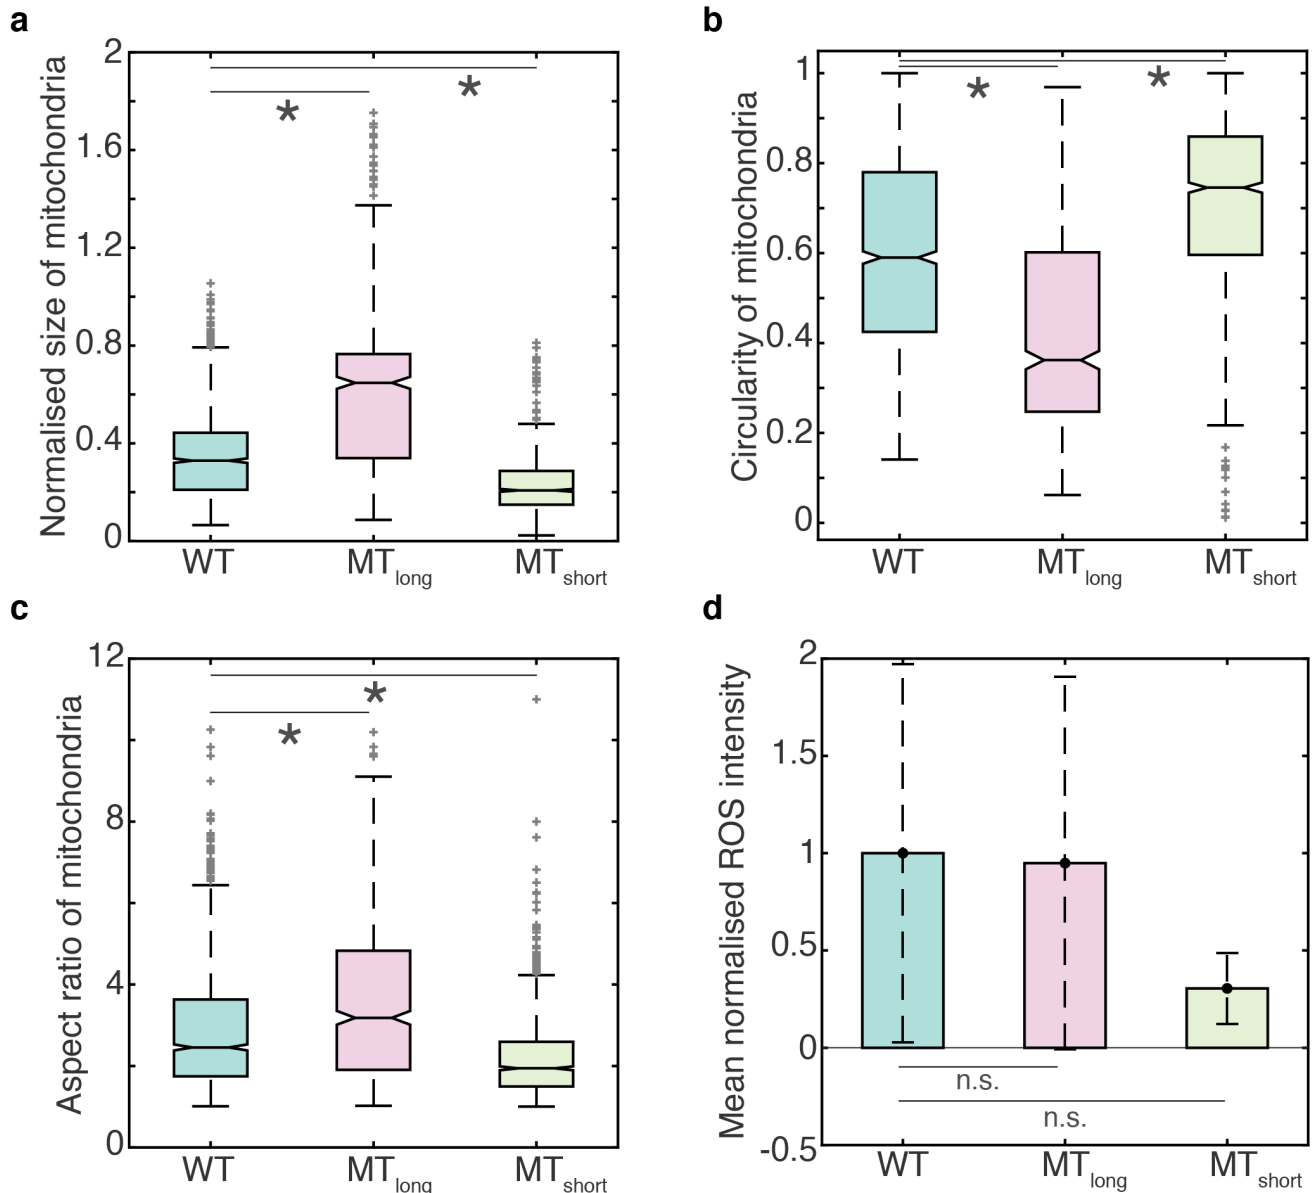 a
Normalised size of mitochondria
2
1.6
1.2
0.8
0.4
0
*
*
WT
MTlong
MTshort
b
Circularity of mitochondria
1
0.8
0.6
0.4
0.2
0
*
*
WT
MTlong
MTshort
c
Aspect ratio of mitochondria
12
8
4
0
*
*
WT
MTlong
MTshort
d
Mean normalised ROS intensity
2
1.5
1
0.5
0
-0.5
n.s.
n.s.
WT
MTlong
MTshort